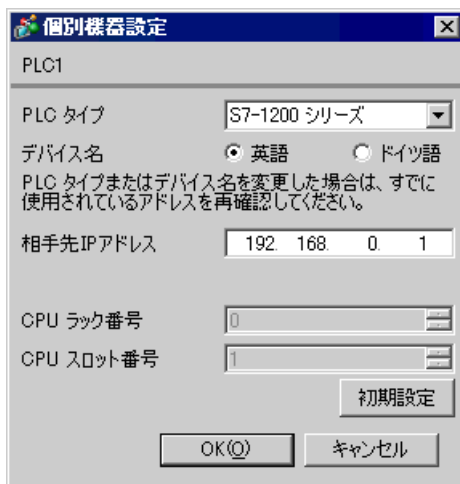 個別機器設定
PLC1
PLC タイプ S7-1200 シリーズ
デバイス名 英語 ドイツ語
PLC タイプまたはデバイス名を変更した場合は、すでに
使用されているアドレスを再確認してください。
相手先IPアドレス 192. 168. 0. 1
CPU ラック番号 0
CPU スロット番号 1
初期設定
OK(O) キャンセル